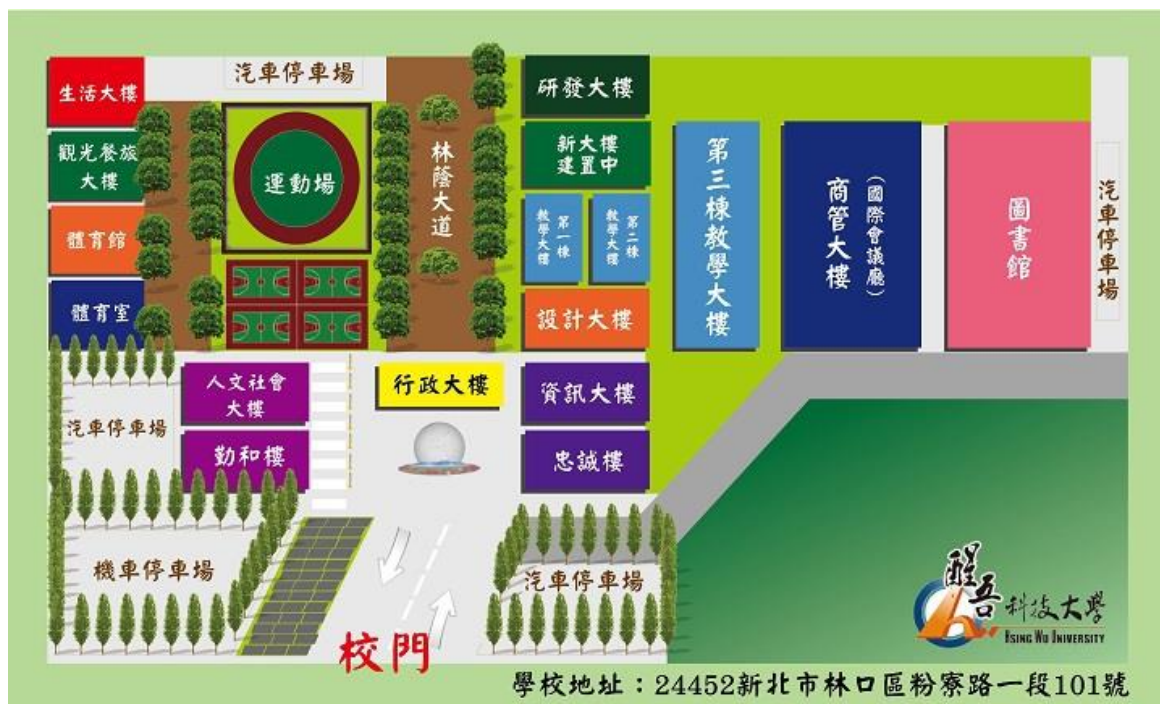 生活大樓
汽車停車場
研發大樓
觀光餐旅
大樓
運動場
林蔭大道
新大樓
建置中
第三棟教學大樓
商管大樓
(國際會議廳)
圖書館
汽車停車場
體育館
第一棟
教學大樓
第二棟
教學大樓
體育室
設計大樓
人文社會
大樓
行政大樓
資訊大樓
汽車停車場
勤和樓
忠誠樓
機車停車場
汽車停車場
校門
醒吾科技大學
HSING WU UNIVERSITY
學校地址：24452新北市林口區粉寮路一段101號